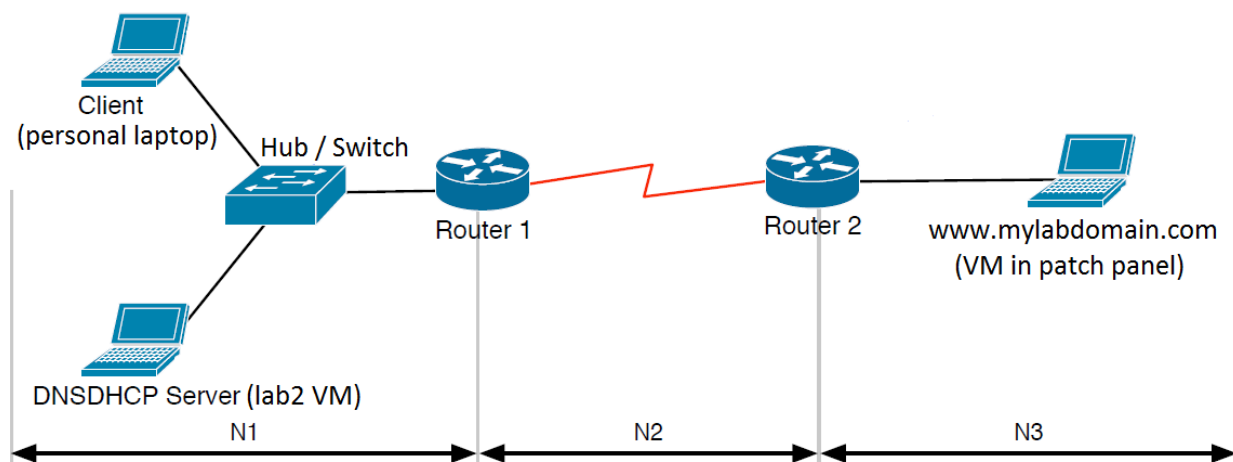 Client
(personal laptop)
Hub / Switch
Router 1
Router 2
www.mylabdomain.com
(VM in patch panel)
DNSDHCP Server (lab2 VM)
N1
N2
N3